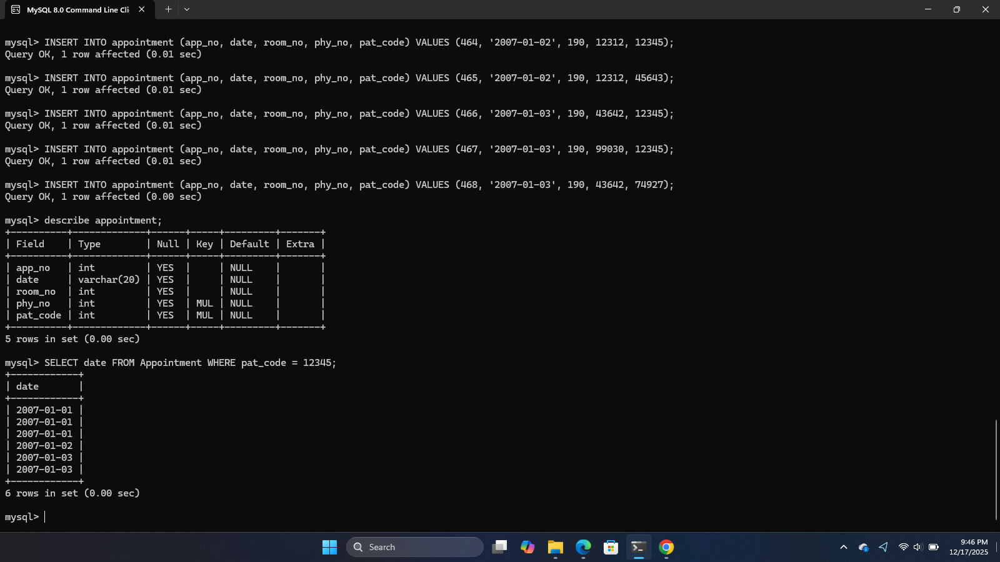 MySQL 8.0 Command Line Cli
mysql> INSERT INTO appointment (app_no, date, room_no, phy_no, pat_code) VALUES (464, '2007-01-02', 190, 12312, 12345);
Query OK, 1 row affected (0.01 sec)
mysql> INSERT INTO appointment (app_no, date, room_no, phy_no, pat_code) VALUES (465, '2007-01-02', 190, 12312, 45643);
Query OK, 1 row affected (0.01 sec)
mysql> INSERT INTO appointment (app_no, date, room_no, phy_no, pat_code) VALUES (466, '2007-01-03', 190, 43642, 12345);
Query OK, 1 row affected (0.01 sec)
mysql> INSERT INTO appointment (app_no, date, room_no, phy_no, pat_code) VALUES (467, '2007-01-03', 190, 99030, 12345);
Query OK, 1 row affected (0.01 sec)
mysql> INSERT INTO appointment (app_no, date, room_no, phy_no, pat_code) VALUES (468, '2007-01-03', 190, 43642, 74927);
Query OK, 1 row affected (0.00 sec)
mysql> describe appointment;
+----------+-------------+------+-----+---------+-------+
| Field    | Type        | Null | Key | Default | Extra |
+----------+-------------+------+-----+---------+-------+
| app_no   | int         | YES  |     | NULL    |       |
| date     | varchar(20) | YES  |     | NULL    |       |
| room_no  | int         | YES  |     | NULL    |       |
| phy_no   | int         | YES  | MUL | NULL    |       |
| pat_code | int         | YES  | MUL | NULL    |       |
+----------+-------------+------+-----+---------+-------+
5 rows in set (0.00 sec)
mysql> SELECT date FROM Appointment WHERE pat_code = 12345;
+------------+
| date       |
+------------+
| 2007-01-01 |
| 2007-01-01 |
| 2007-01-01 |
| 2007-01-02 |
| 2007-01-03 |
| 2007-01-03 |
+------------+
6 rows in set (0.00 sec)
mysql>
Search
9:46 PM
12/17/2025